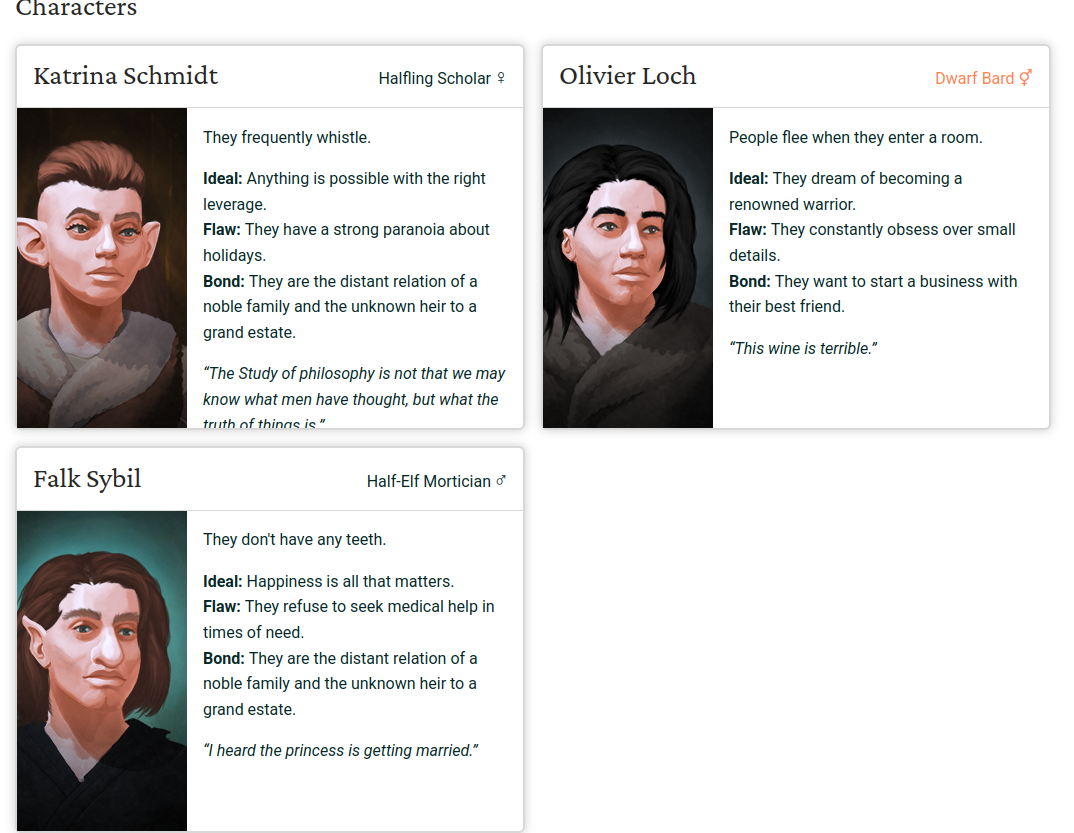 Characters
Katrina Schmidt
Halfling Scholar ♀
They frequently whistle.
Ideal: Anything is possible with the right
leverage.
Flaw: They have a strong paranoia about
holidays.
Bond: They are the distant relation of a
noble family and the unknown heir to a
grand estate.
“The Study of philosophy is not that we may
know what men have thought, but what the
truth of things is.”
Olivier Loch
Dwarf Bard ⚥
People flee when they enter a room.
Ideal: They dream of becoming a
renowned warrior.
Flaw: They constantly obsess over small
details.
Bond: They want to start a business with
their best friend.
“This wine is terrible.”
Falk Sybil
Half-Elf Mortician ♂
They don't have any teeth.
Ideal: Happiness is all that matters.
Flaw: They refuse to seek medical help in
times of need.
Bond: They are the distant relation of a
noble family and the unknown heir to a
grand estate.
“I heard the princess is getting married.”